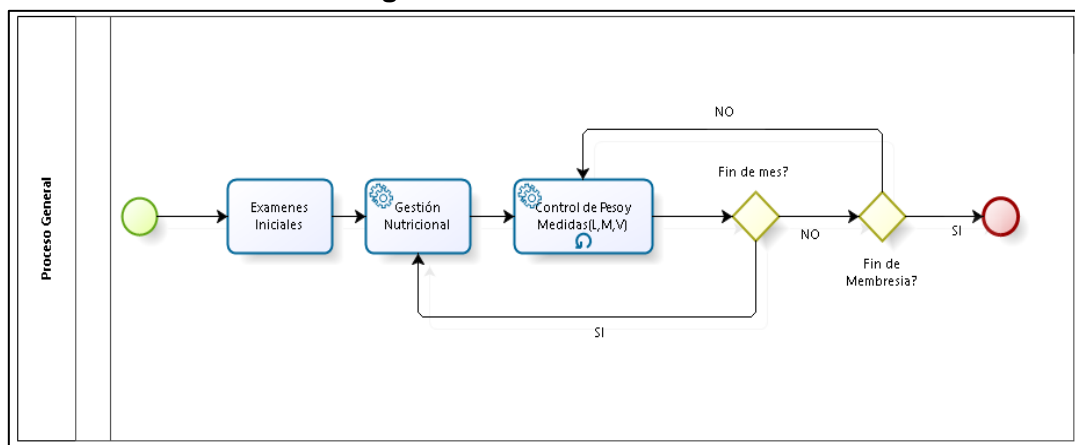 Proceso General
Examenes
Iniciales
Gestión
Nutricional
Control de Peso y
Medidas(L,M,V)
Fin de mes?
NO
NO
SI
Fin de
Membresia?
SI